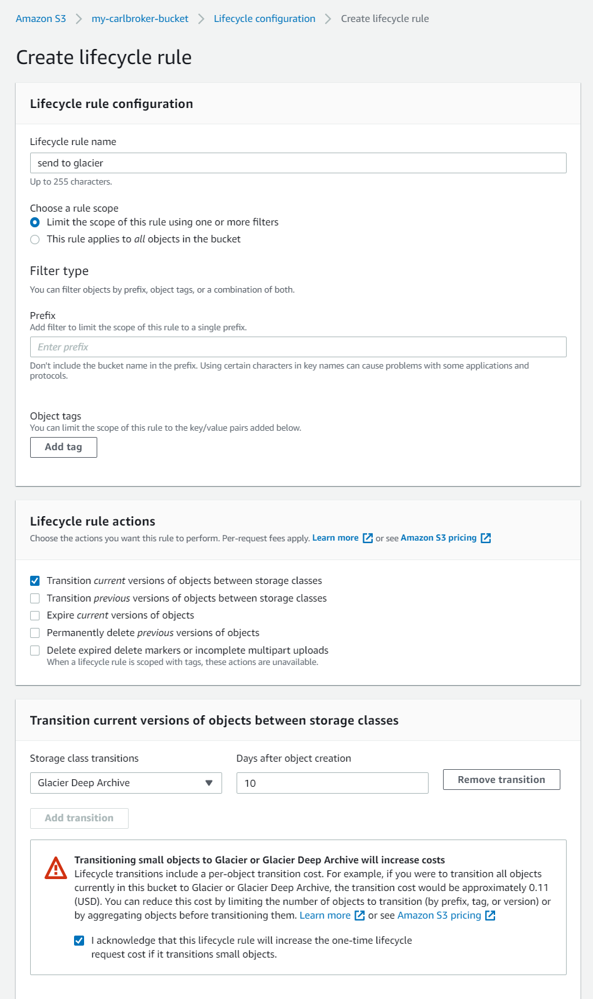 Amazon S3 > my-carlbroker-bucket > Lifecycle configuration > Create lifecycle rule
Create lifecycle rule
Lifecycle rule configuration
Lifecycle rule name
send to glacier
Up to 255 characters.
Choose a rule scope
Limit the scope of this rule using one or more filters
This rule applies to all objects in the bucket
Filter type
You can filter objects by prefix, object tags, or a combination of both.
Prefix
Add filter to limit the scope of this rule to a single prefix.
Enter prefix
Don't include the bucket name in the prefix. Using certain characters in key names can cause problems with some applications and
protocols.
Object tags
You can limit the scope of this rule to the key/value pairs added below.
Add tag
Lifecycle rule actions
Choose the actions you want this rule to perform. Per-request fees apply. Learn more or see Amazon S3 pricing
Transition current versions of objects between storage classes
Transition previous versions of objects between storage classes
Expire current versions of objects
Permanently delete previous versions of objects
Delete expired delete markers or incomplete multipart uploads
When a lifecycle rule is scoped with tags, these actions are unavailable.
Transition current versions of objects between storage classes
Storage class transitions
Days after object creation
Glacier Deep Archive
10
Remove transition
Add transition
Transitioning small objects to Glacier or Glacier Deep Archive will increase costs
Lifecycle transitions include a per-object transition cost. For example, if you were to transition all objects
currently in this bucket to Glacier or Glacier Deep Archive, the transition cost would be approximately 0.11
(USD). You can reduce this cost by limiting the number of objects to transition (by prefix, tag, or version) or
by aggregating objects before transitioning them. Learn more or see Amazon S3 pricing
I acknowledge that this lifecycle rule will increase the one-time lifecycle
request cost if it transitions small objects.